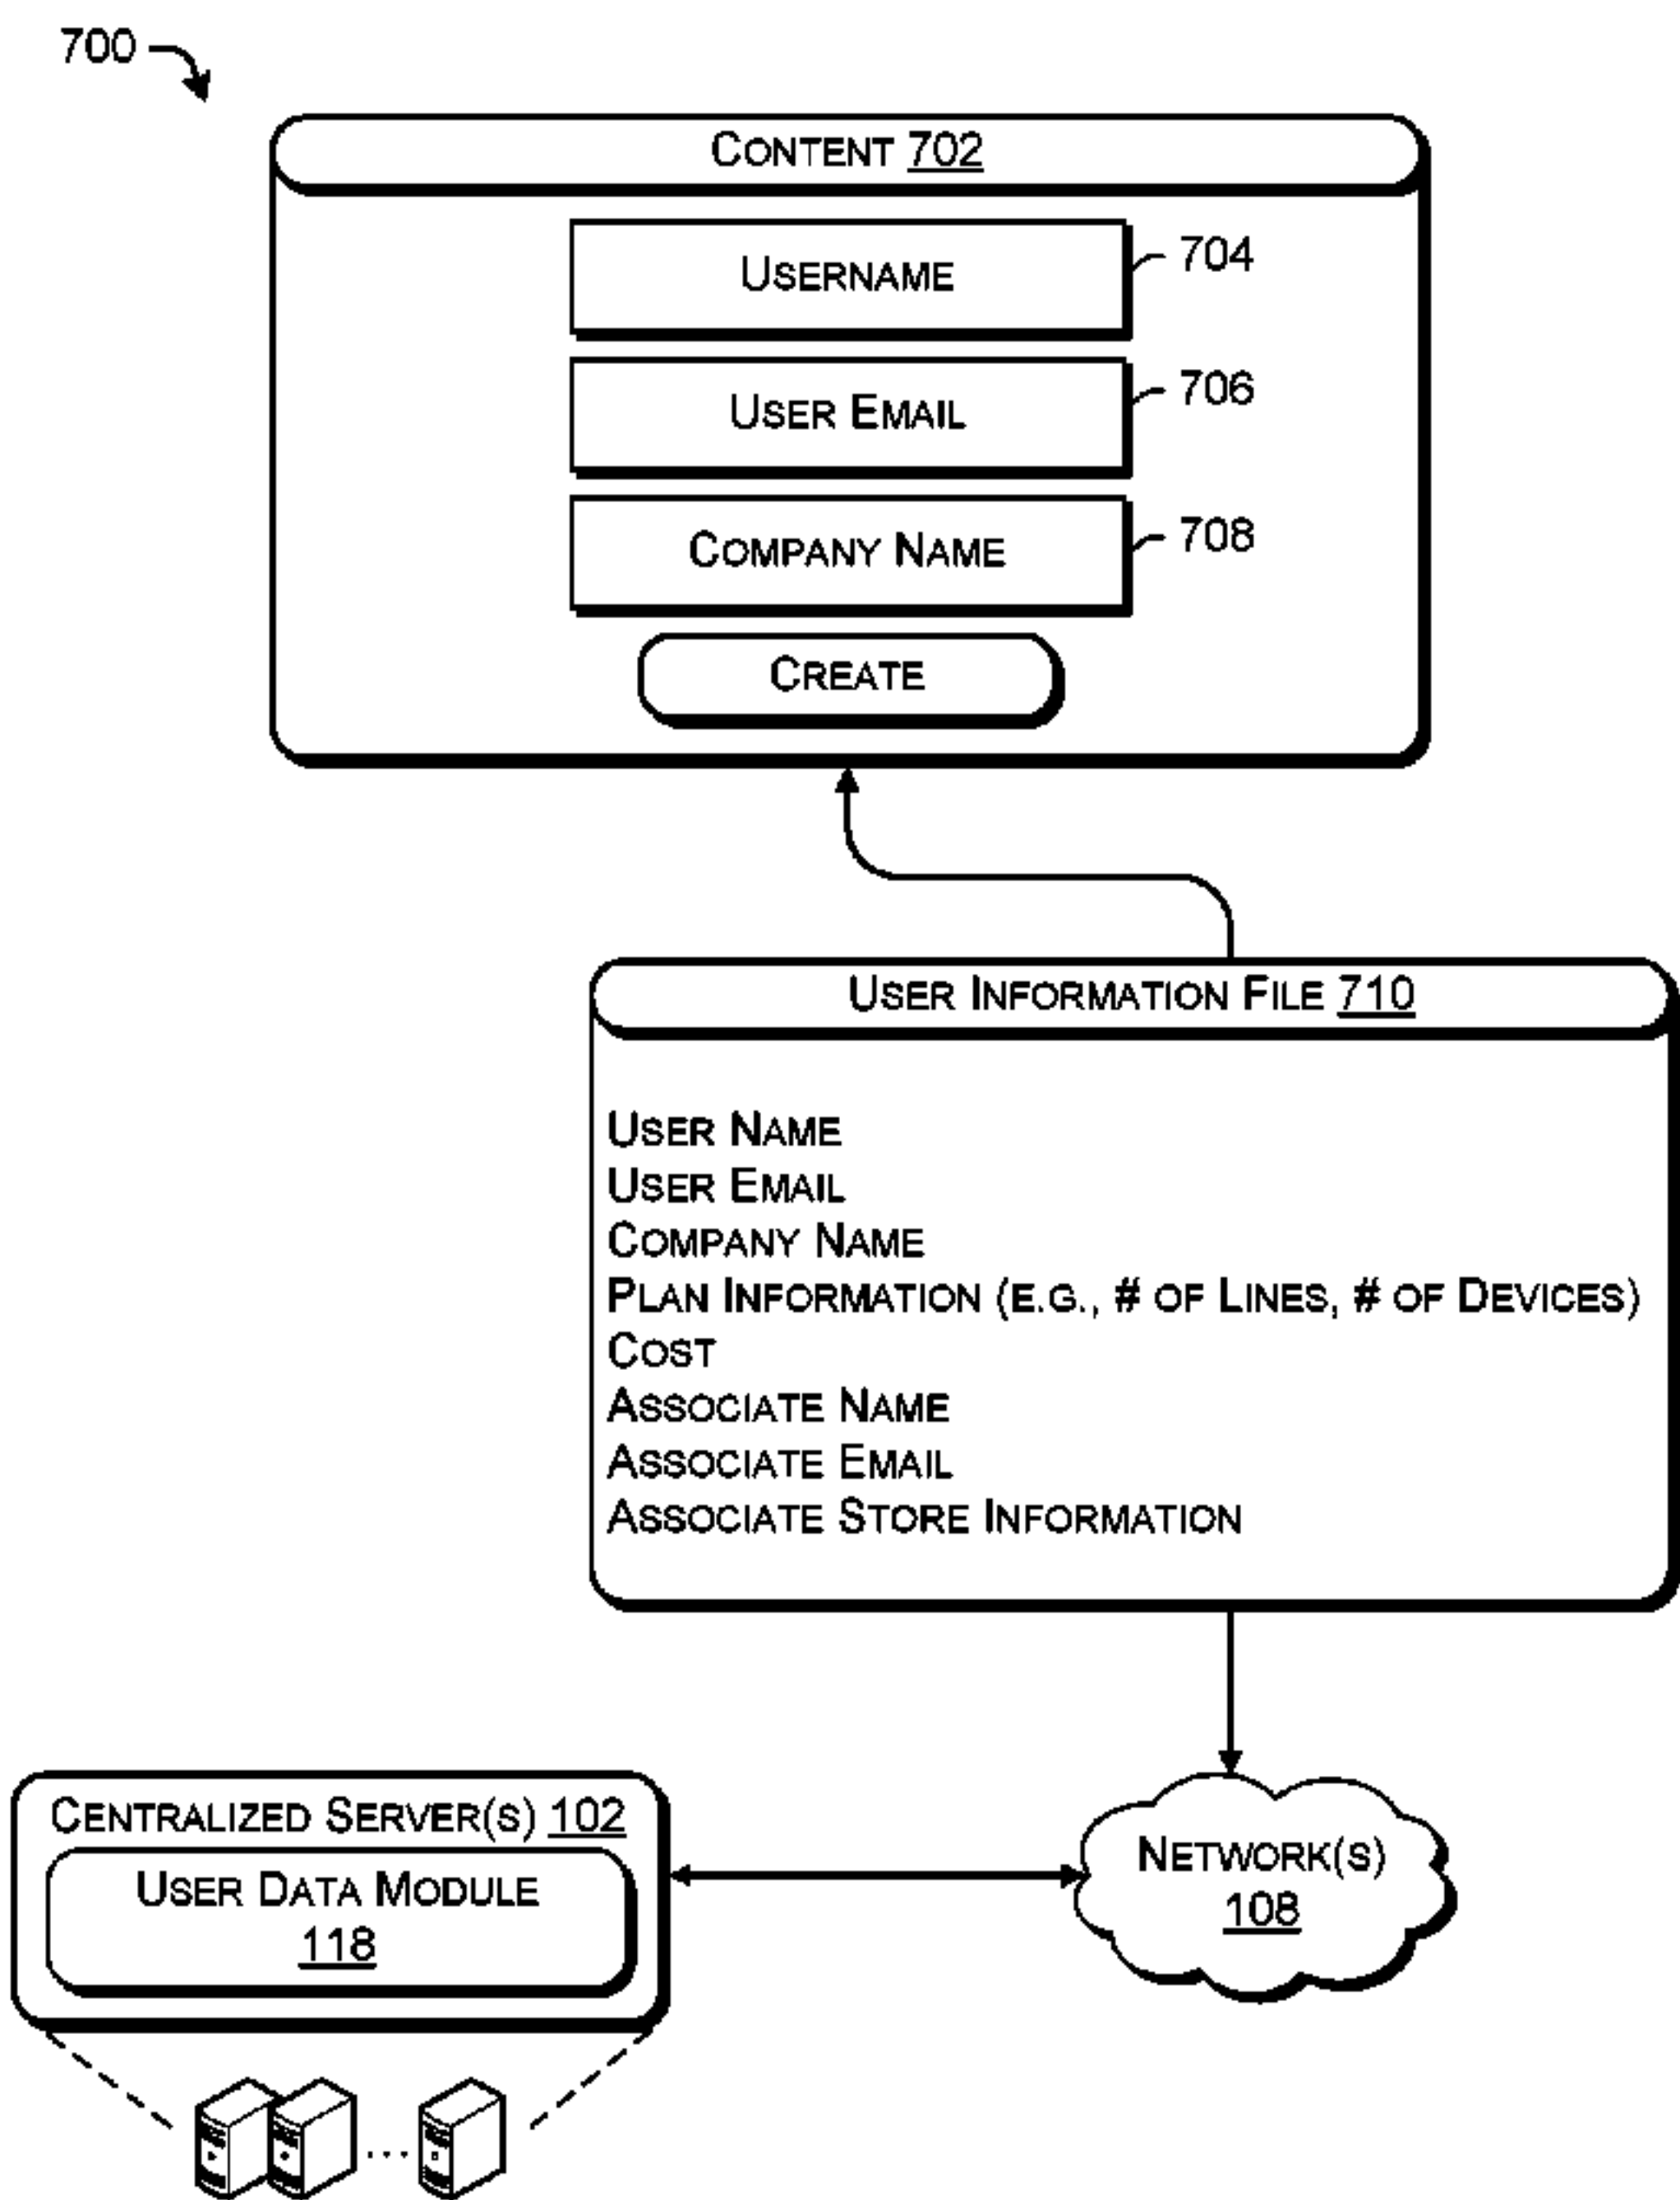 700
CONTENT 702
USERNAME
704
USER EMAIL
706
COMPANY NAME
708
CREATE
USER INFORMATION FILE 710
USER NAME
USER EMAIL
COMPANY NAME
PLAN INFORMATION (E.G., # OF LINES, # OF DEVICES)
COST
ASSOCIATE NAME
ASSOCIATE EMAIL
ASSOCIATE STORE INFORMATION
CENTRALIZED SERVER(S) 102
USER DATA MODULE
118
NETWORK(S)
108
...